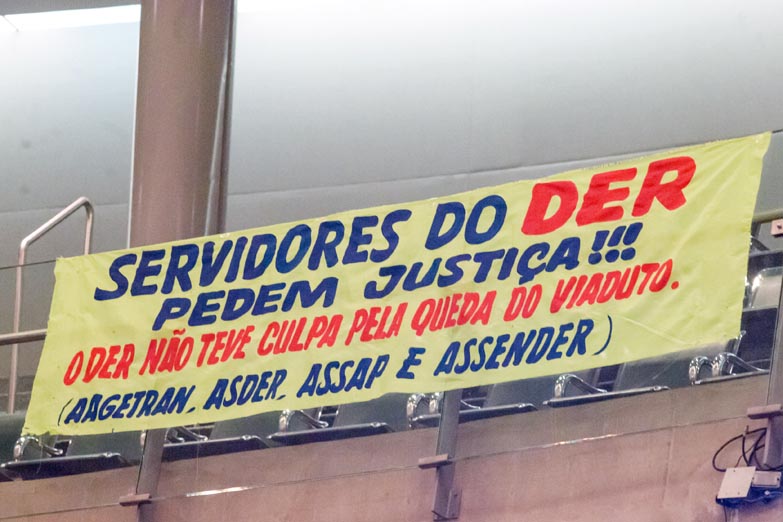 SERVIDORES DO DER
PEDEM JUSTIÇA!!!
O DER NÃO TEVE CULPA PELA QUEDA DO VIADUTO.
(AAGETRAN, ASDER, ASSAP E ASSENDER)